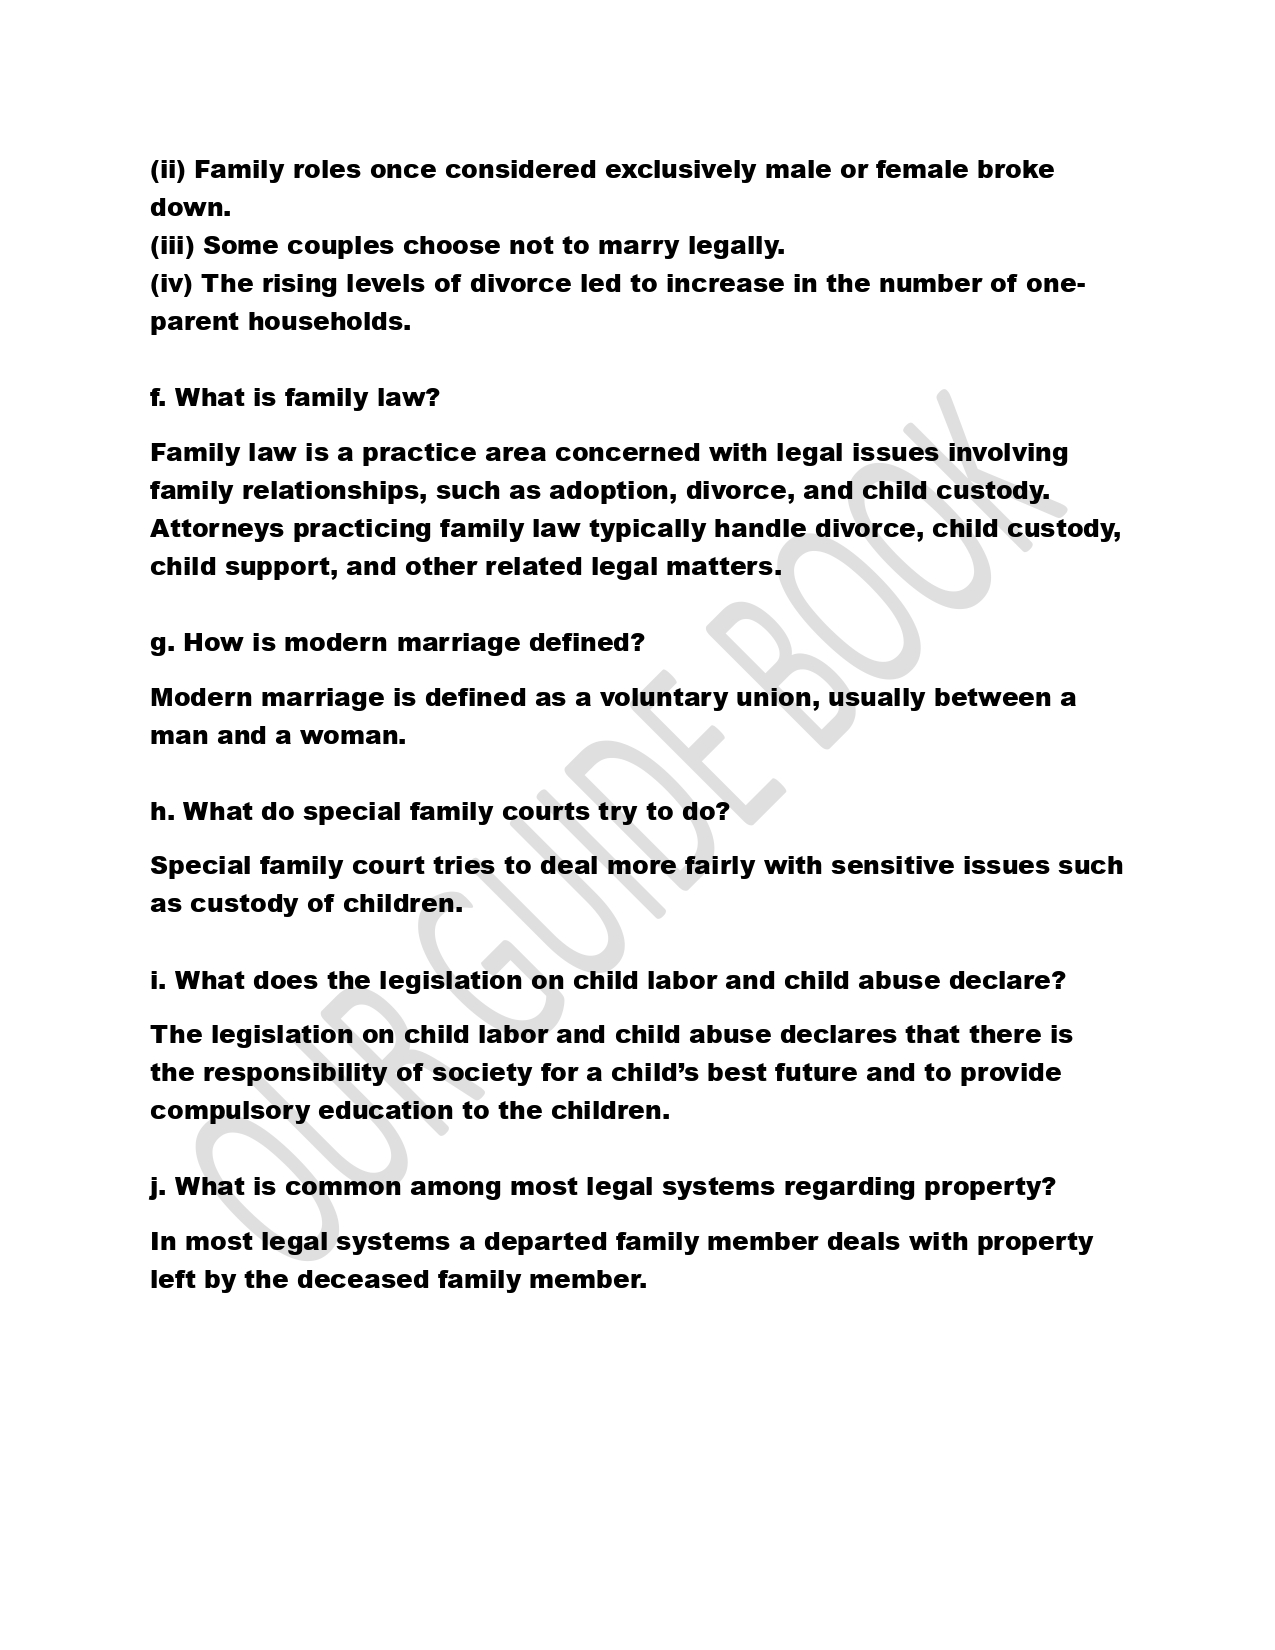 (ii) Family roles once considered exclusively male or female broke
down.
(iii) Some couples choose not to marry legally.
(iv) The rising levels of divorce led to increase in the number of one-
parent households.
f. What is family law?
Family law is a practice area concerned with legal issues involving
family relationships, such as adoption, divorce, and child custody.
Attorneys practicing family law typically handle divorce, child custody,
child support, and other related legal matters.
g. How is modern marriage defined?
Modern marriage is defined as a voluntary union, usually between a
man and a woman.
h. What do special family courts try to do?
Special family court tries to deal more fairly with sensitive issues such
as custody of children.
i. What does the legislation on child labor and child abuse declare?
The legislation on child labor and child abuse declares that there is
the responsibility of society for a child’s best future and to provide
compulsory education to the children.
j. What is common among most legal systems regarding property?
In most legal systems a departed family member deals with property
left by the deceased family member.
OUR GUIDE BOOK